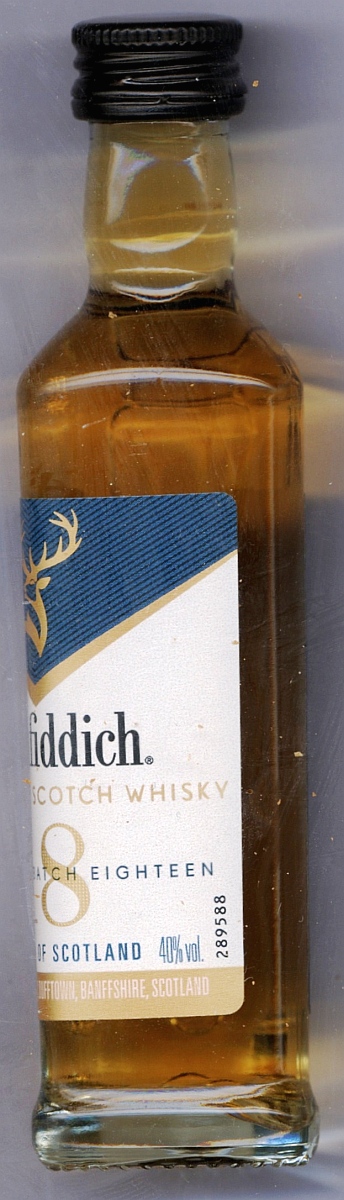 fiddich®
SCOTCH WHISKY
8
BATCH EIGHTEEN
OF SCOTLAND 40% vol.
289588
DUFFTOWN, BANFFSHIRE, SCOTLAND